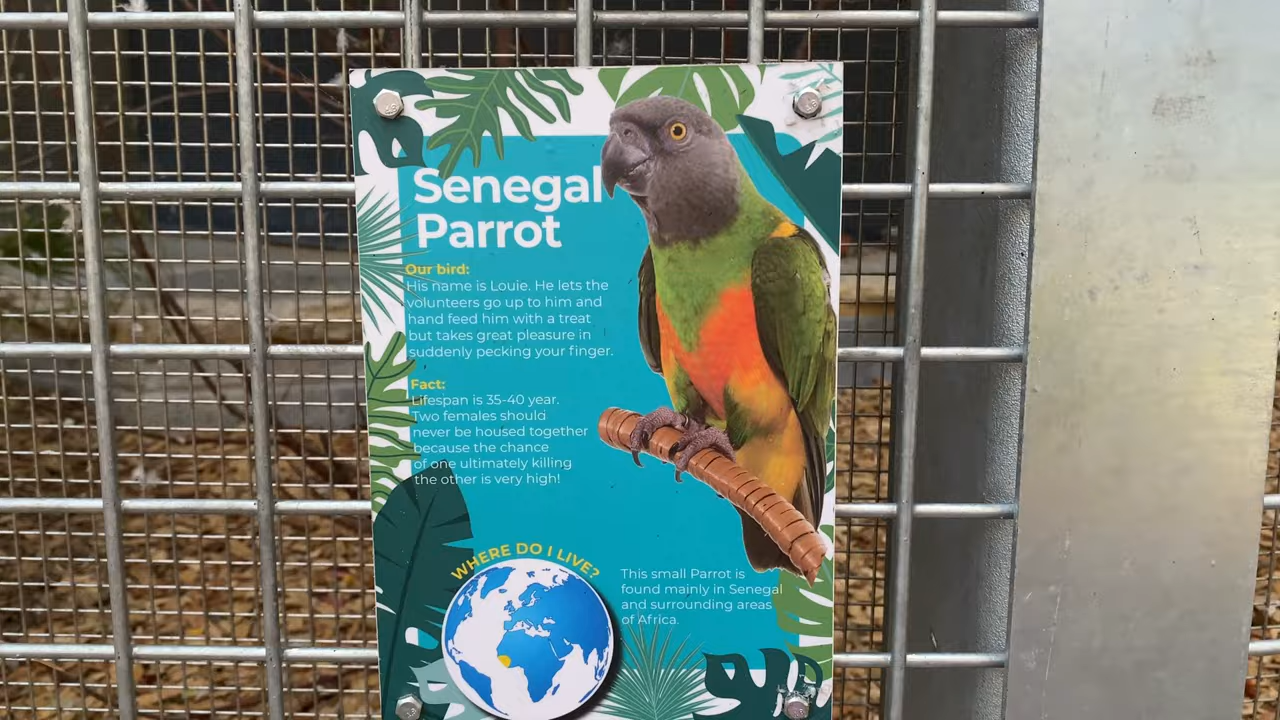 Senegal
Parrot
Our bird:
His name is Louie. He lets the
volunteers go up to him and
hand feed him with a treat
but takes great pleasure in
suddenly pecking your finger.
Fact:
Lifespan is 35-40 year.
Two females should
never be housed together
because the chance
of one ultimately killing
the other is very high!
WHERE DO I LIVE?
This small Parrot is
found mainly in Senegal
and surrounding areas
of Africa.